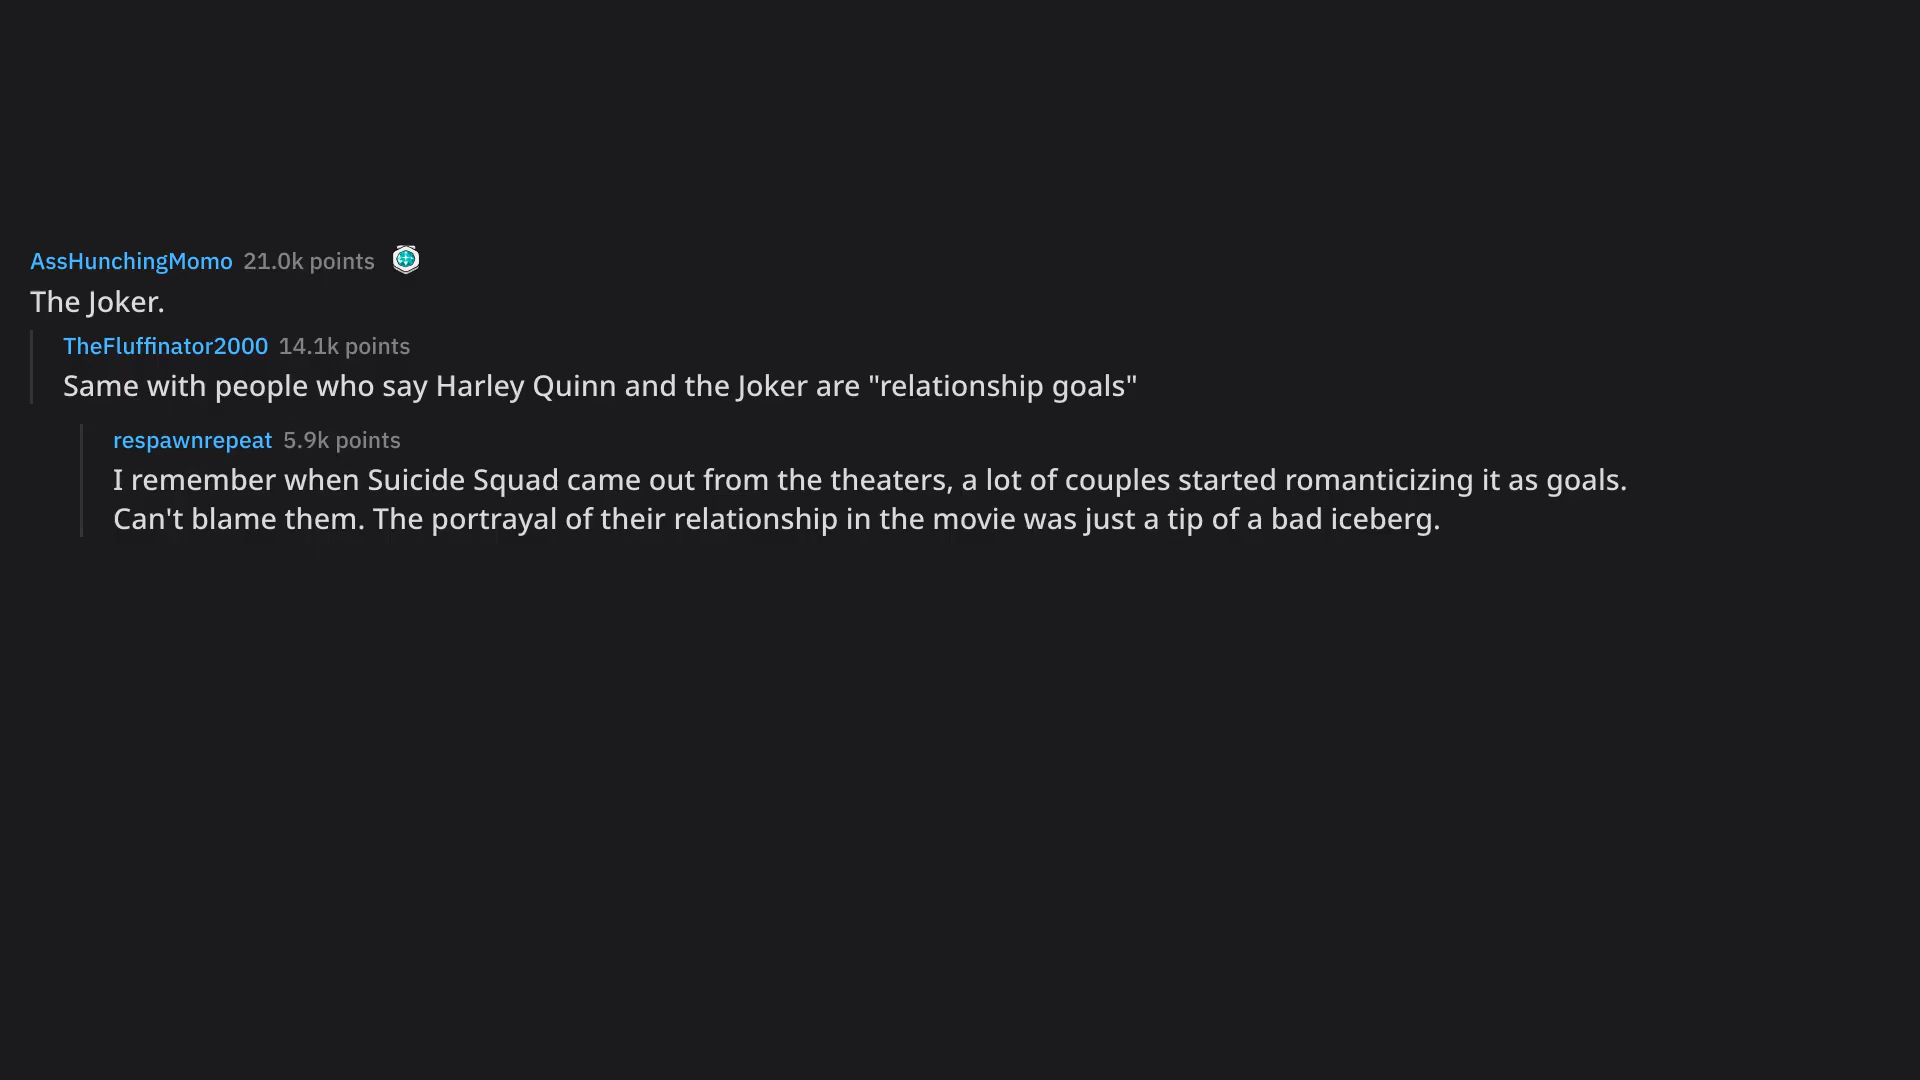 AssHunchingMomo 21.0k points
The Joker.
TheFluffinator2000 14.1k points
Same with people who say Harley Quinn and the Joker are "relationship goals"
respawnrepeat 5.9k points
I remember when Suicide Squad came out from the theaters, a lot of couples started romanticizing it as goals.
Can't blame them. The portrayal of their relationship in the movie was just a tip of a bad iceberg.